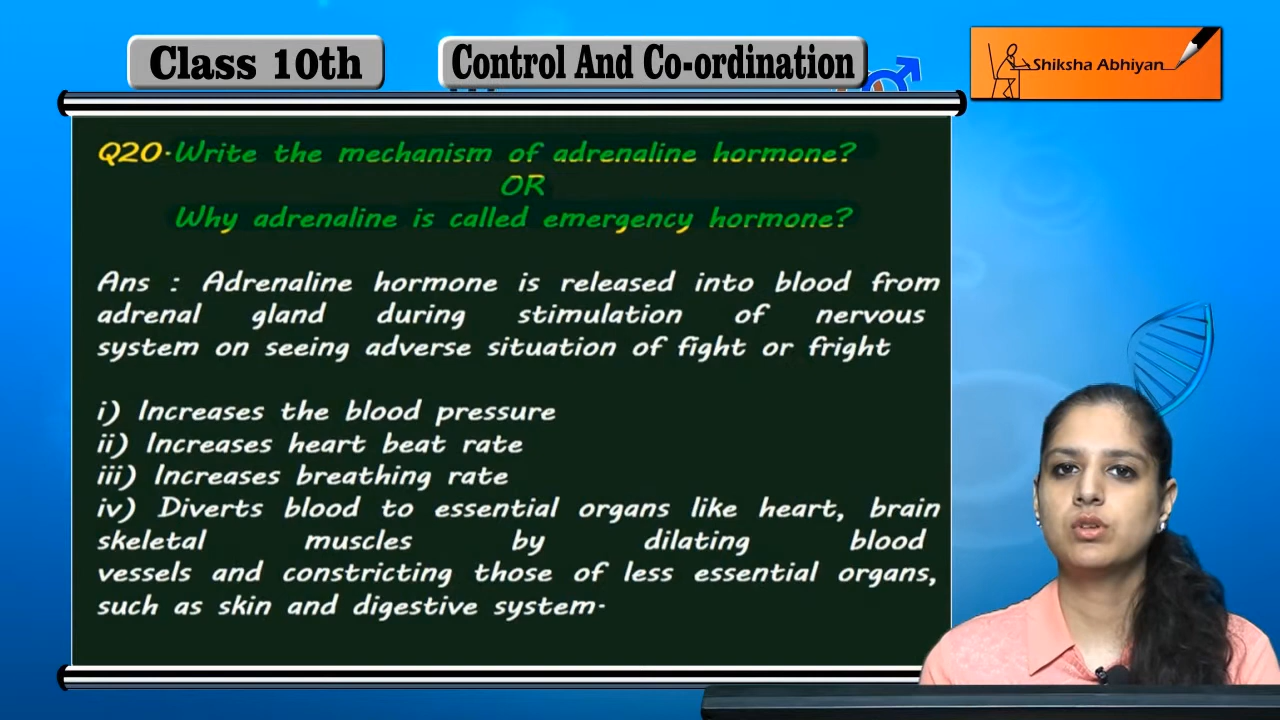 Class 10th
Control And Co-ordination
Shiksha Abhiyan
Q20.Write the mechanism of adrenaline hormone?
OR
Why adrenaline is called emergency hormone?
Ans : Adrenaline hormone is released into blood from
adrenal gland during stimulation of nervous
system on seeing adverse situation of fight or fright
i) Increases the blood pressure
ii) Increases heart beat rate
iii) Increases breathing rate
iv) Diverts blood to essential organs like heart, brain
skeletal muscles by dilating blood
vessels and constricting those of less essential organs,
such as skin and digestive system.